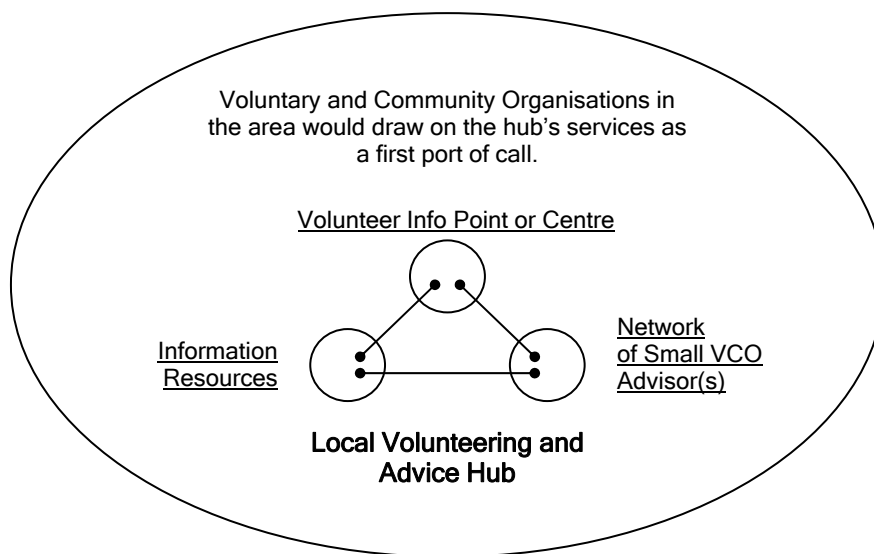 Voluntary and Community Organisations in
the area would draw on the hub's services as
a first port of call.
Volunteer Info Point or Centre
Information
Resources
Network
of Small VCO
Advisor(s)
Local Volunteering and
Advice Hub